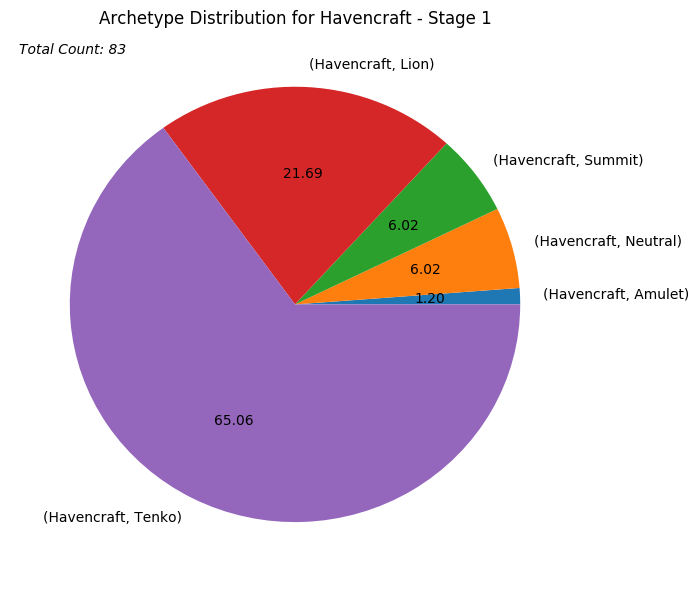 Archetype Distribution for Havencraft - Stage 1
Total Count: 83
(Havencraft, Lion)
21.69
(Havencraft, Summit)
6.02
(Havencraft, Neutral)
6.02
(Havencraft, Amulet)
1.20
65.06
(Havencraft, Tenko)